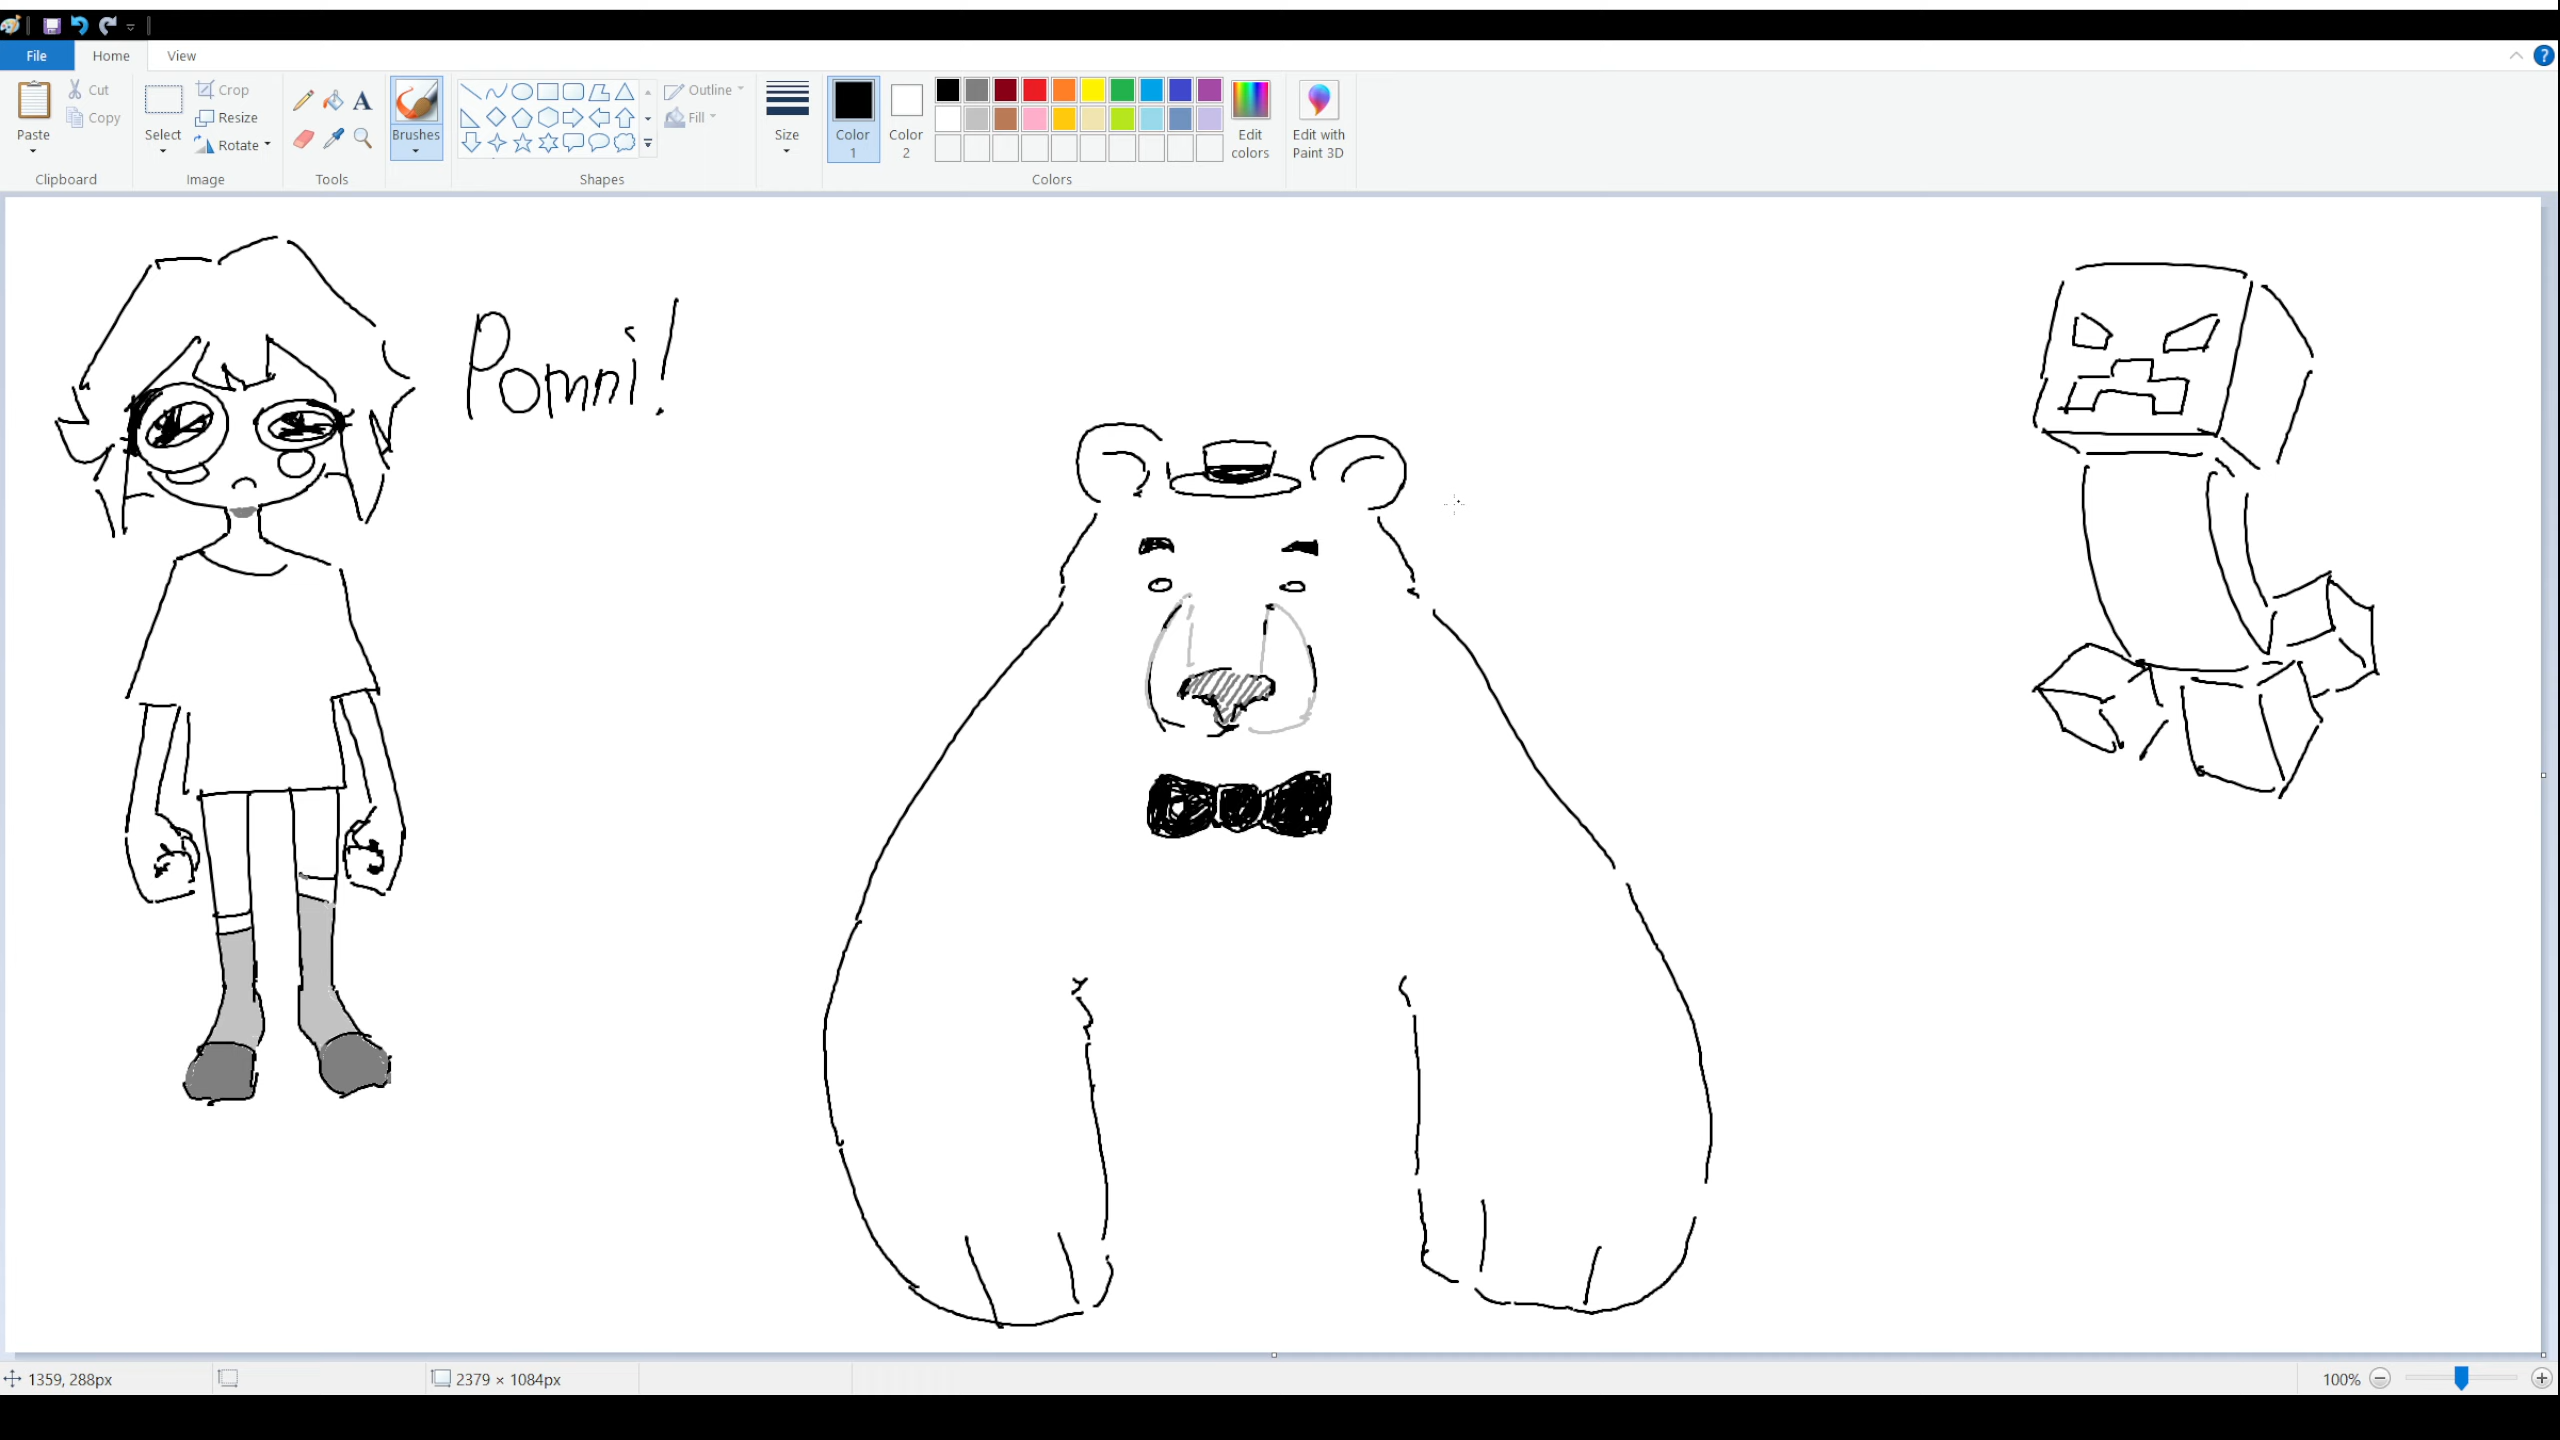 File Home View
Paste
Cut
Copy
Clipboard
Select
Crop
Resize
Rotate
Image
A
Tools
Brushes
Outline
Fill
Shapes
Size
Color
1
Color
2
Edit
colors
Colors
Edit with
Paint 3D
?
Pomni!
1359, 288px
2379 × 1084px
100%